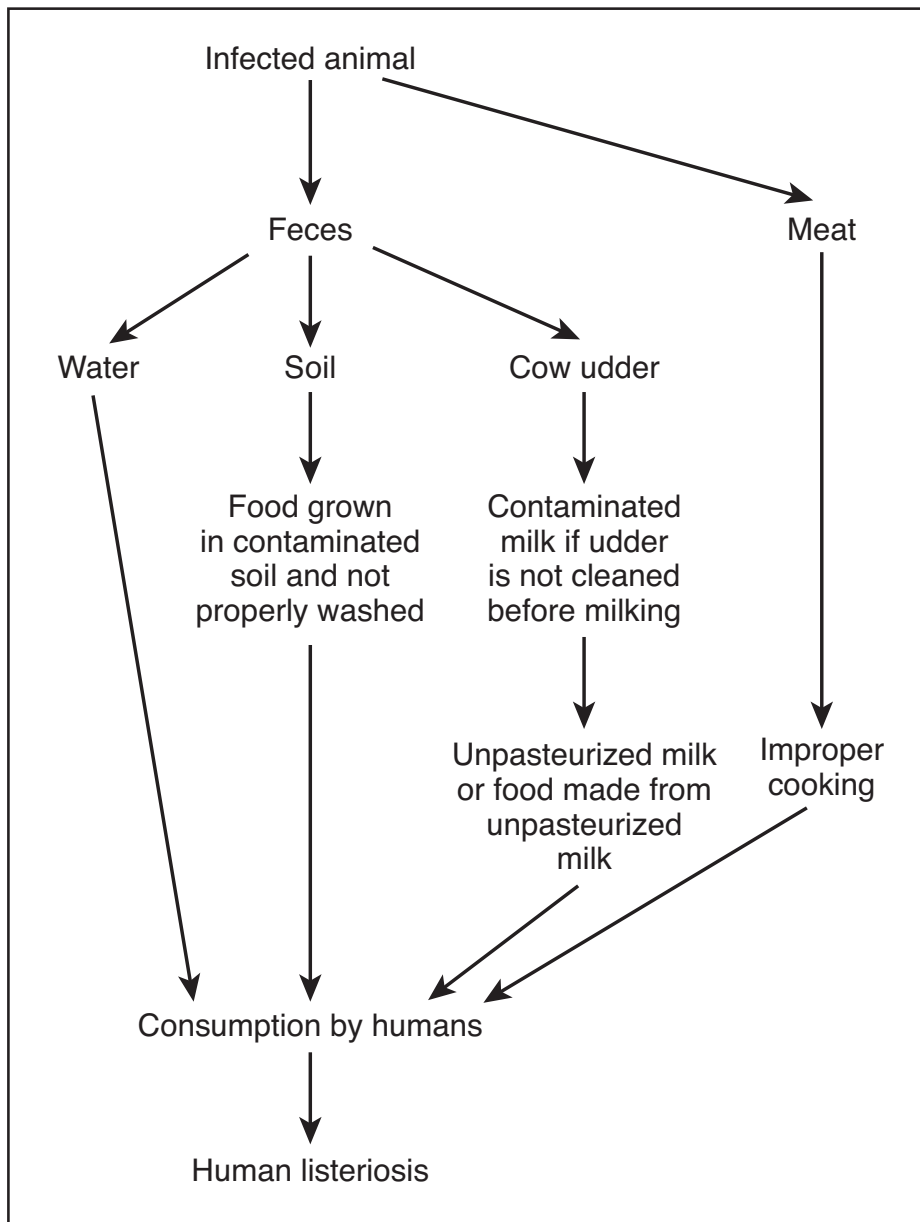 Infected animal
Feces
Meat
Water
Soil
Cow udder
Food grown
in contaminated
soil and not
properly washed
Contaminated
milk if udder
is not cleaned
before milking
Unpasteurized milk
or food made from
unpasteurized
milk
Improper
cooking
Consumption by humans
Human listeriosis